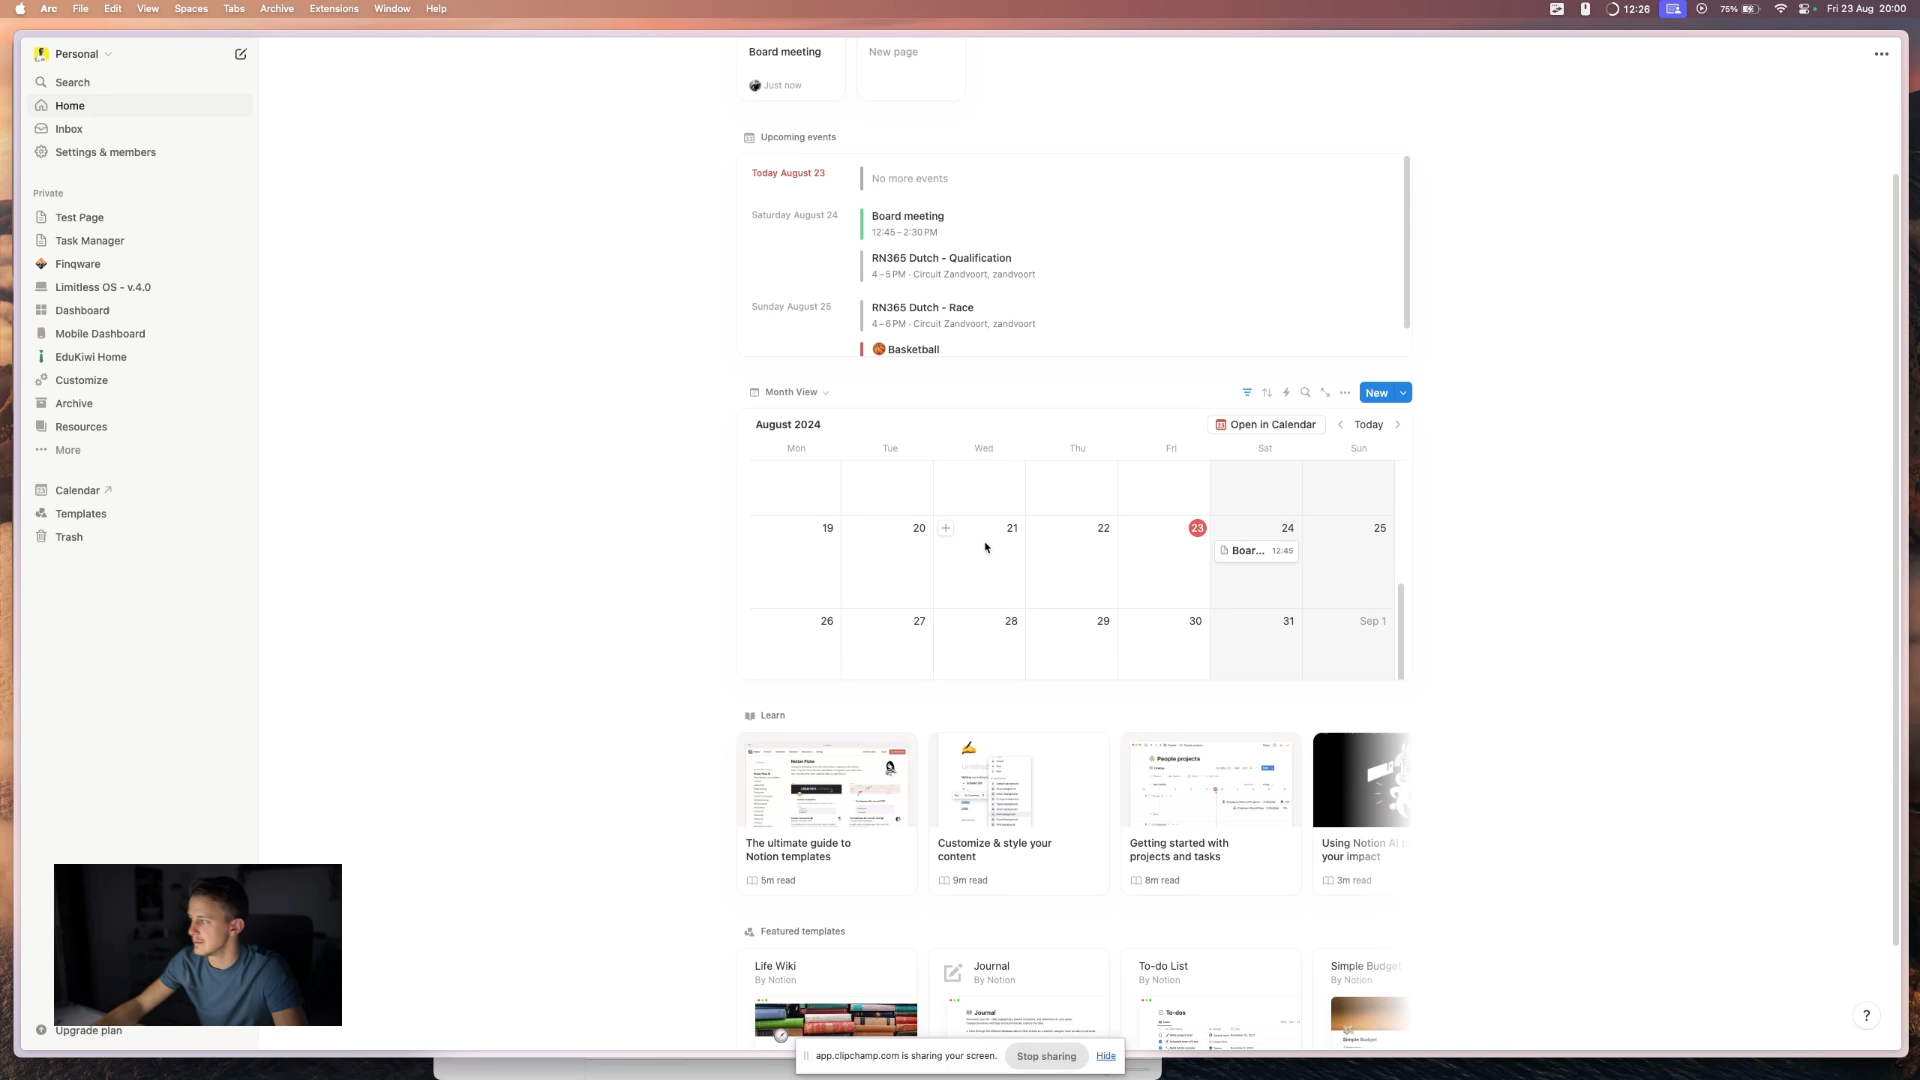 Arc File Edit View Spaces Tabs Archive Extensions Window Help
12:26 75% Fri 23 Aug 20:00
Personal
Search
Home
Inbox
Settings & members
Private
Test Page
Task Manager
Finqware
Limitless OS - v.4.0
Dashboard
Mobile Dashboard
EduKiwi Home
Customize
Archive
Resources
More
Calendar
Templates
Trash
Upgrade plan
Board meeting
Just now
New page
Upcoming events
Today August 23
No more events
Saturday August 24
Board meeting
12:45 – 2:30 PM
RN365 Dutch - Qualification
4 – 5 PM · Circuit Zandvoort, zandvoort
Sunday August 25
RN365 Dutch - Race
4 – 6 PM · Circuit Zandvoort, zandvoort
Basketball
Month View
New
August 2024
Open in Calendar
Today
Mon Tue Wed Thu Fri Sat Sun
19 20 21 22 23 24 25
Boar... 12:45
26 27 28 29 30 31 Sep 1
Learn
People projects
The ultimate guide to
Notion templates
5m read
Customize & style your
content
9m read
Getting started with
projects and tasks
8m read
Using Notion AI
your impact
3m read
Featured templates
Life Wiki
By Notion
Journal
By Notion
Journal
To-do List
By Notion
To-dos
Simple Budget
By Notion
Simple Budget
app.clipchamp.com is sharing your screen.
Stop sharing
Hide
?